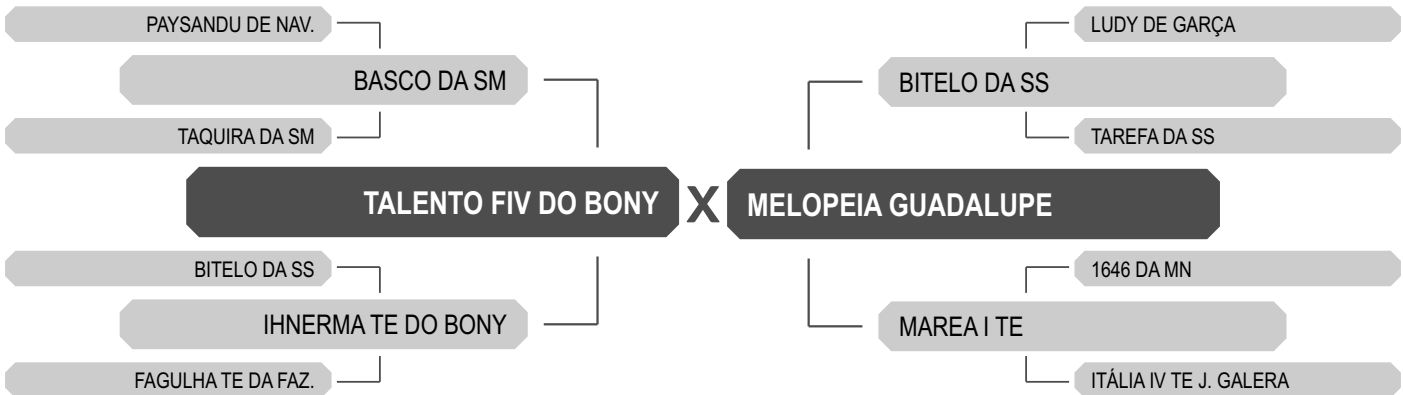 PAYSANDU DE NAV.
BASCO DA SM
TAQUIRA DA SM
TALENTO FIV DO BONY
BITELO DA SS
IHNERMA TE DO BONY
FAGULHA TE DA FAZ.
X
LUDY DE GARÇA
BITELO DA SS
TAREFA DA SS
MELOPEIA GUADALUPE
1646 DA MN
MAREA I TE
ITÁLIA IV TE J. GALERA